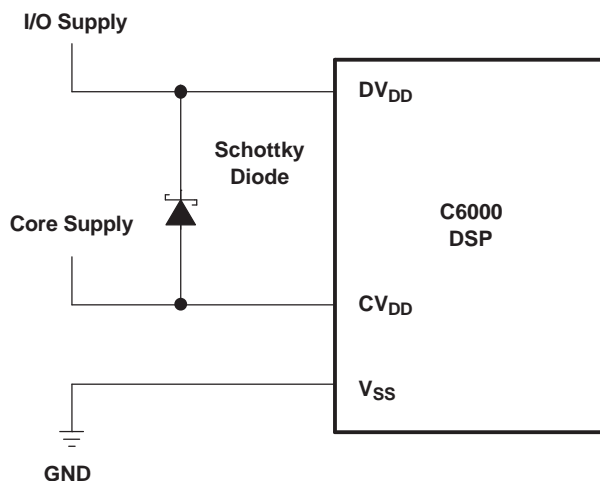 I/O Supply
DVDD
Schottky
Diode
C6000
DSP
Core Supply
CVDD
VSS
GND